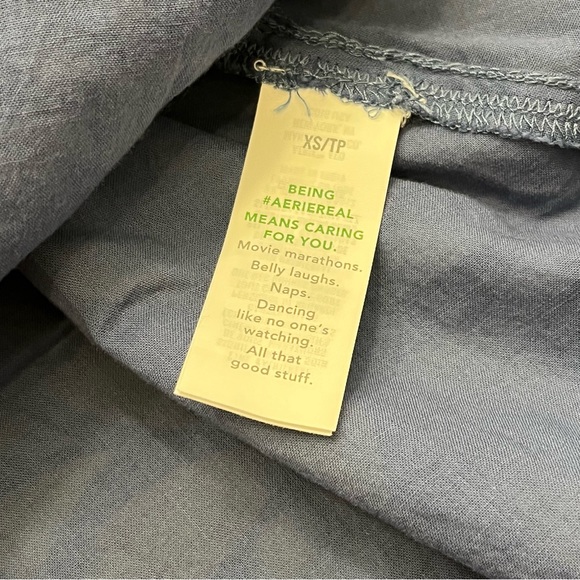 XS/TP
BEING
#AERIEREAL
MEANS CARING
FOR YOU.
Movie marathons.
Belly laughs.
Naps.
Dancing
like no one's
watching.
All that
good stuff.